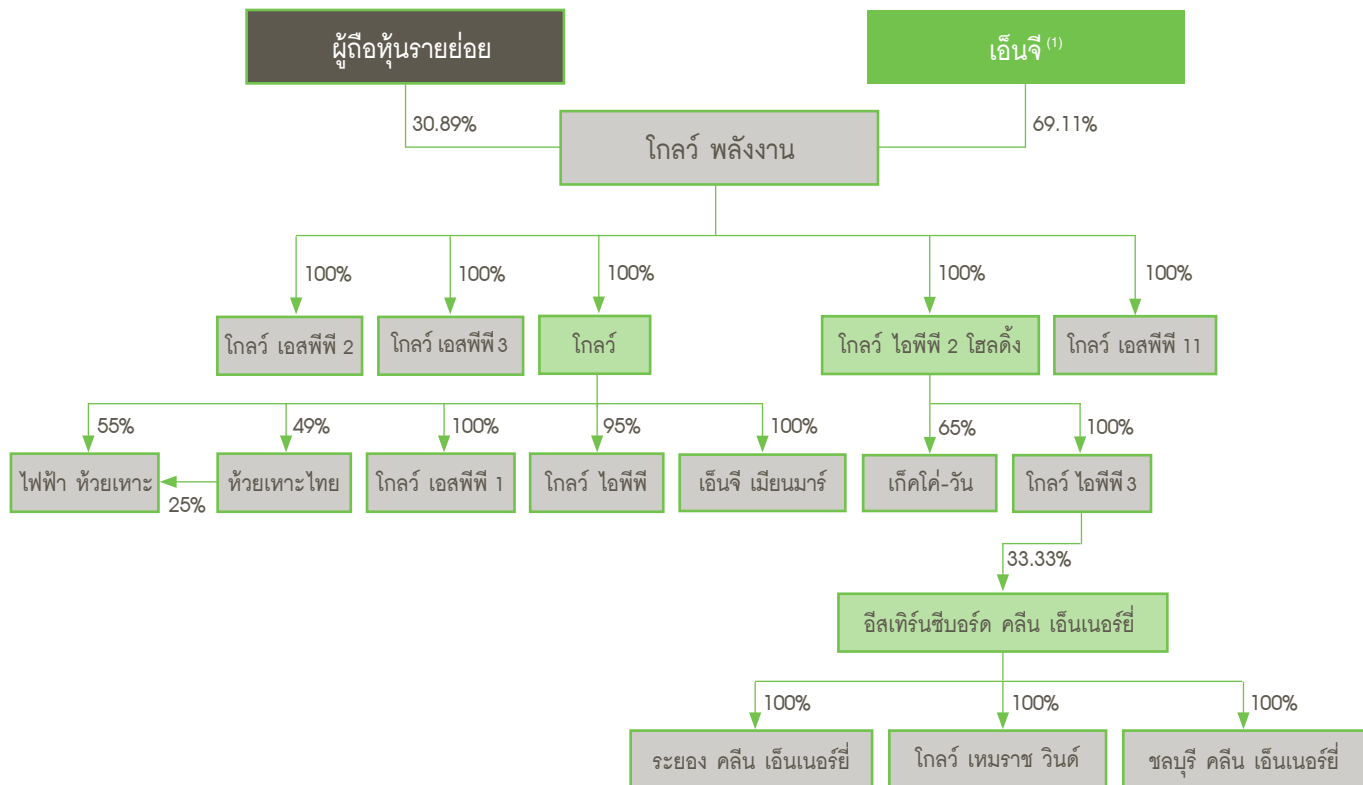 ผู้ถือหุ้นรายย่อย
เอ็นจี (1)
30.89%
69.11%
โกลว์ พลังงาน
100%
100%
100%
100%
100%
โกลว์ เอสพีพี 2
โกลว์ เอสพีพี 3
โกลว์
โกลว์ ไอพีพี 2 โฮลดิ้ง
โกลว์ เอสพีพี 11
55%
49%
100%
95%
100%
65%
100%
ไฟฟ้า ห้วยเหาะ
ห้วยเหาะไทย
โกลว์ เอสพีพี 1
โกลว์ ไอพีพี
เอ็นจี เมียนมาร์
เก็คโค่-วัน
โกลว์ ไอพีพี 3
25%
33.33%
อีสเทิร์นซีบอร์ด คลีน เอ็นเนอร์ยี่
100%
100%
100%
ระยอง คลีน เอ็นเนอร์ยี่
โกลว์ เหมราช วินด์
ชลบุรี คลีน เอ็นเนอร์ยี่